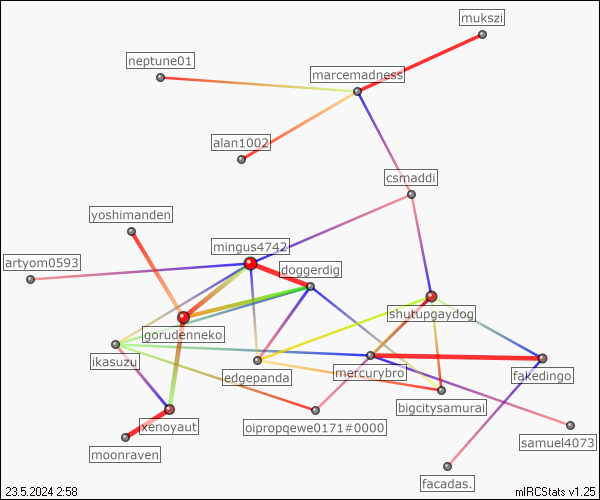 mukszi
neptune01
marcemadness
alan1002
csmaddi
yoshimanden
mingus4742
artyom0593
doggerdig
shutupgaydog
gorudenneko
ikasuzu
edgepanda
mercurybro
fakedingo
bigcitysamurai
xenoyaut
oipropqewe0171#0000
samuel4073
moonraven
facadas.
23.5.2024 2:58
mIRCStats v1.25